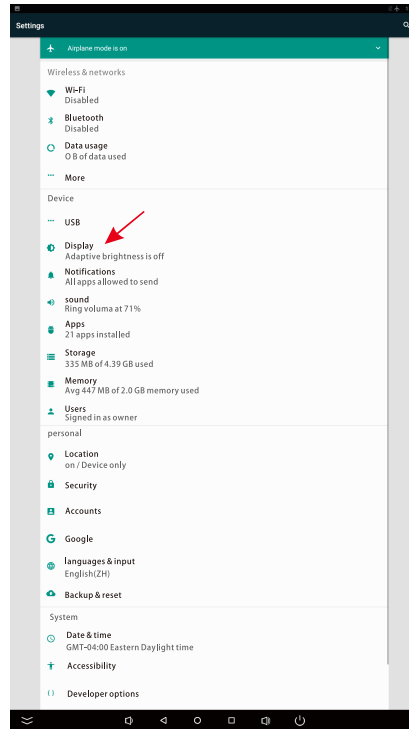 Settings
Airplane mode is on
Wireless & networks
Wi-Fi
Disabled
Bluetooth
Disabled
Data usage
0 B of data used
More
Device
USB
Display
Adaptive brightness is off
Notifications
All apps allowed to send
sound
Ring voluma at 71%
Apps
21 apps installed
Storage
335 MB of 4.39 GB used
Memory
Avg 447 MB of 2.0 GB memory used
Users
Signed in as owner
personal
Location
on / Device only
Security
Accounts
Google
languages & input
English(ZH)
Backup & reset
System
Date & time
GMT-04:00 Eastern Daylight time
Accessibility
Developer options